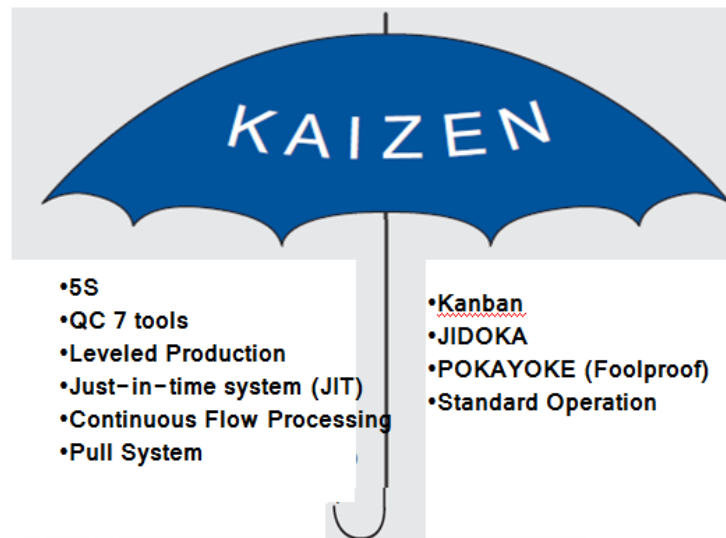 KAIZEN
•5S
•QC 7 tools
•Leveled Production
•Just-in-time system (JIT)
•Continuous Flow Processing
•Pull System
•Kanban
•JIDOKA
•POKAYOKE (Foolproof)
•Standard Operation